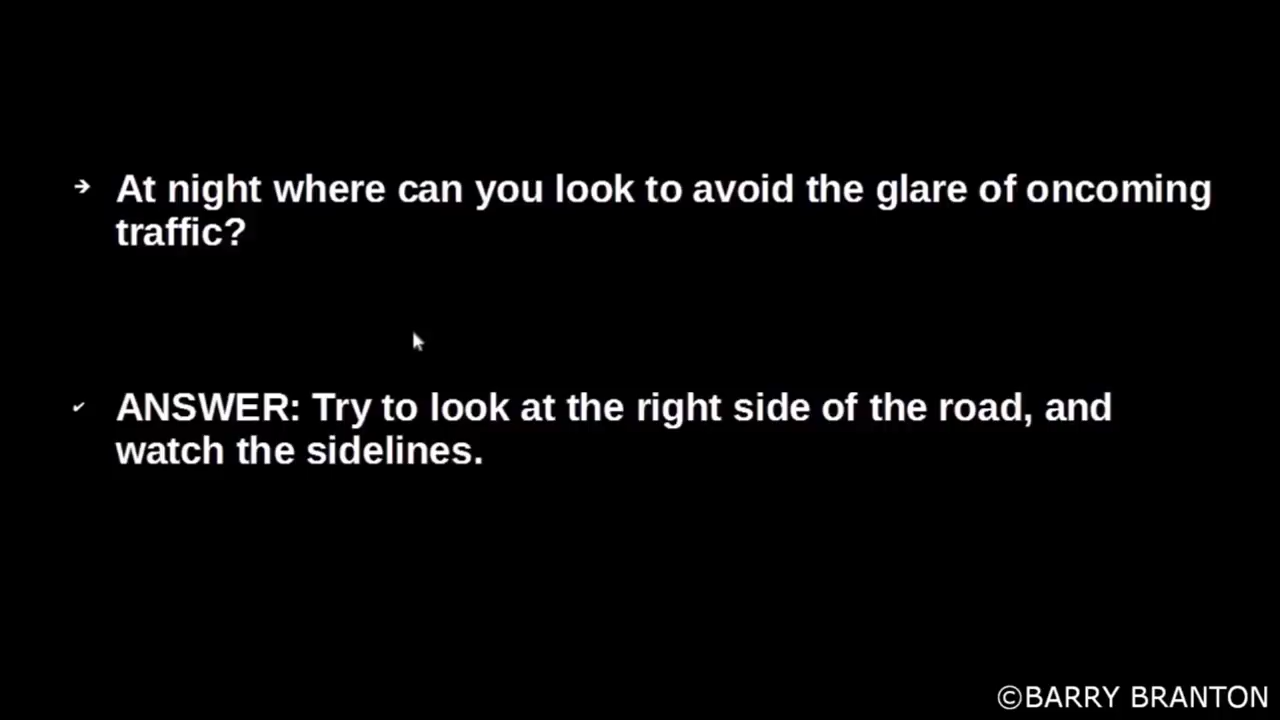 At night where can you look to avoid the glare of oncoming
traffic?
ANSWER: Try to look at the right side of the road, and
watch the sidelines.
©BARRY BRANTON